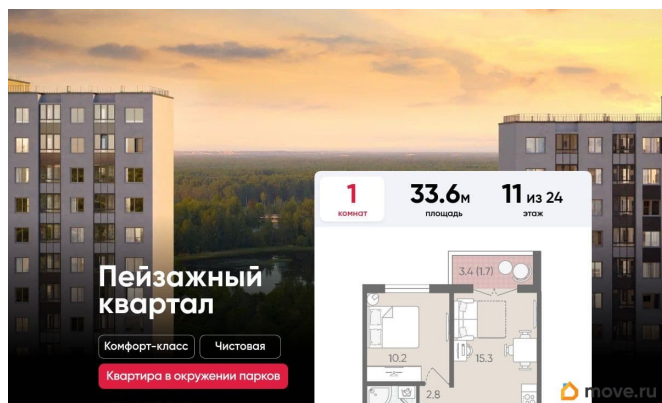 1
комнат
33.6м
площадь
11 из 24
этаж
Пейзажный
квартал
Комфорт-класс
Чистовая
Квартира в окружении парков
3.4 (1.7)
10.2
15.3
2.8
move.ru